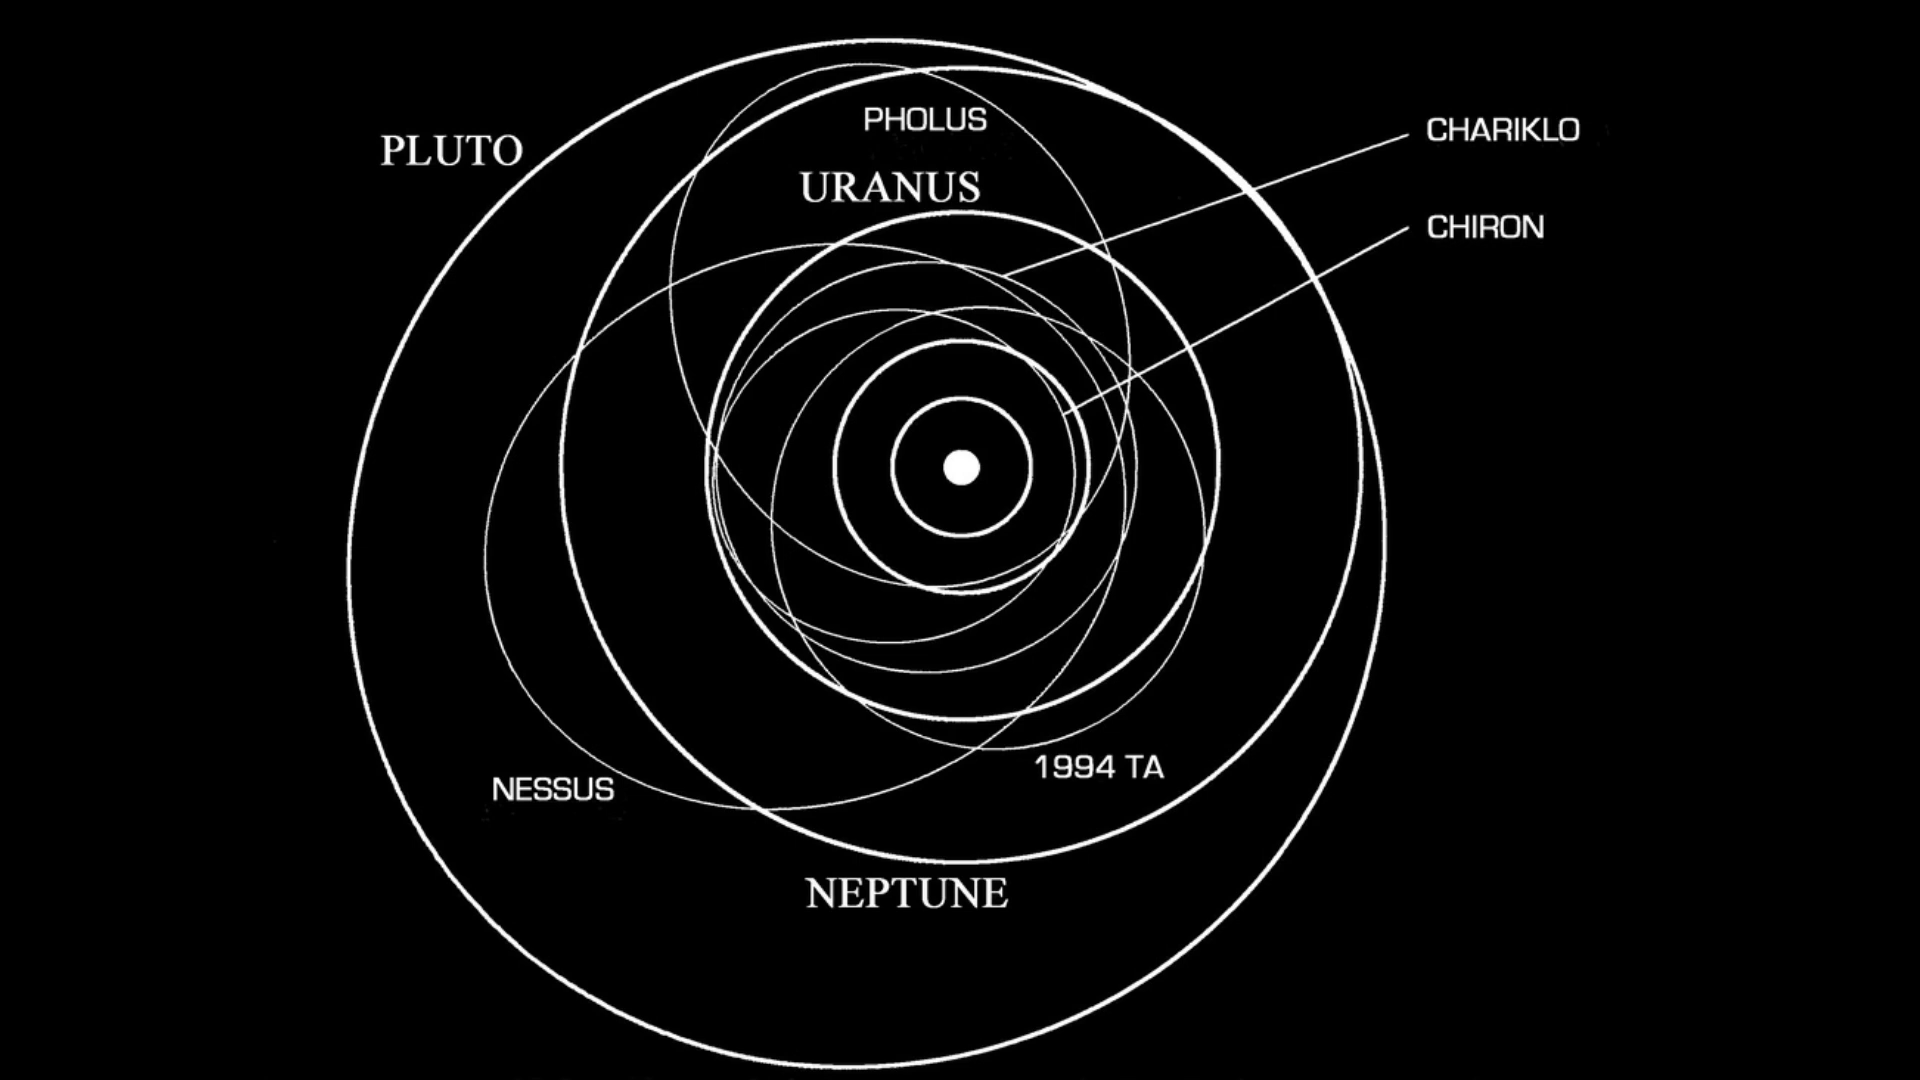 PHOLUS
CHARIKLO
PLUTO
URANUS
CHIRON
1994 TA
NESSUS
NEPTUNE